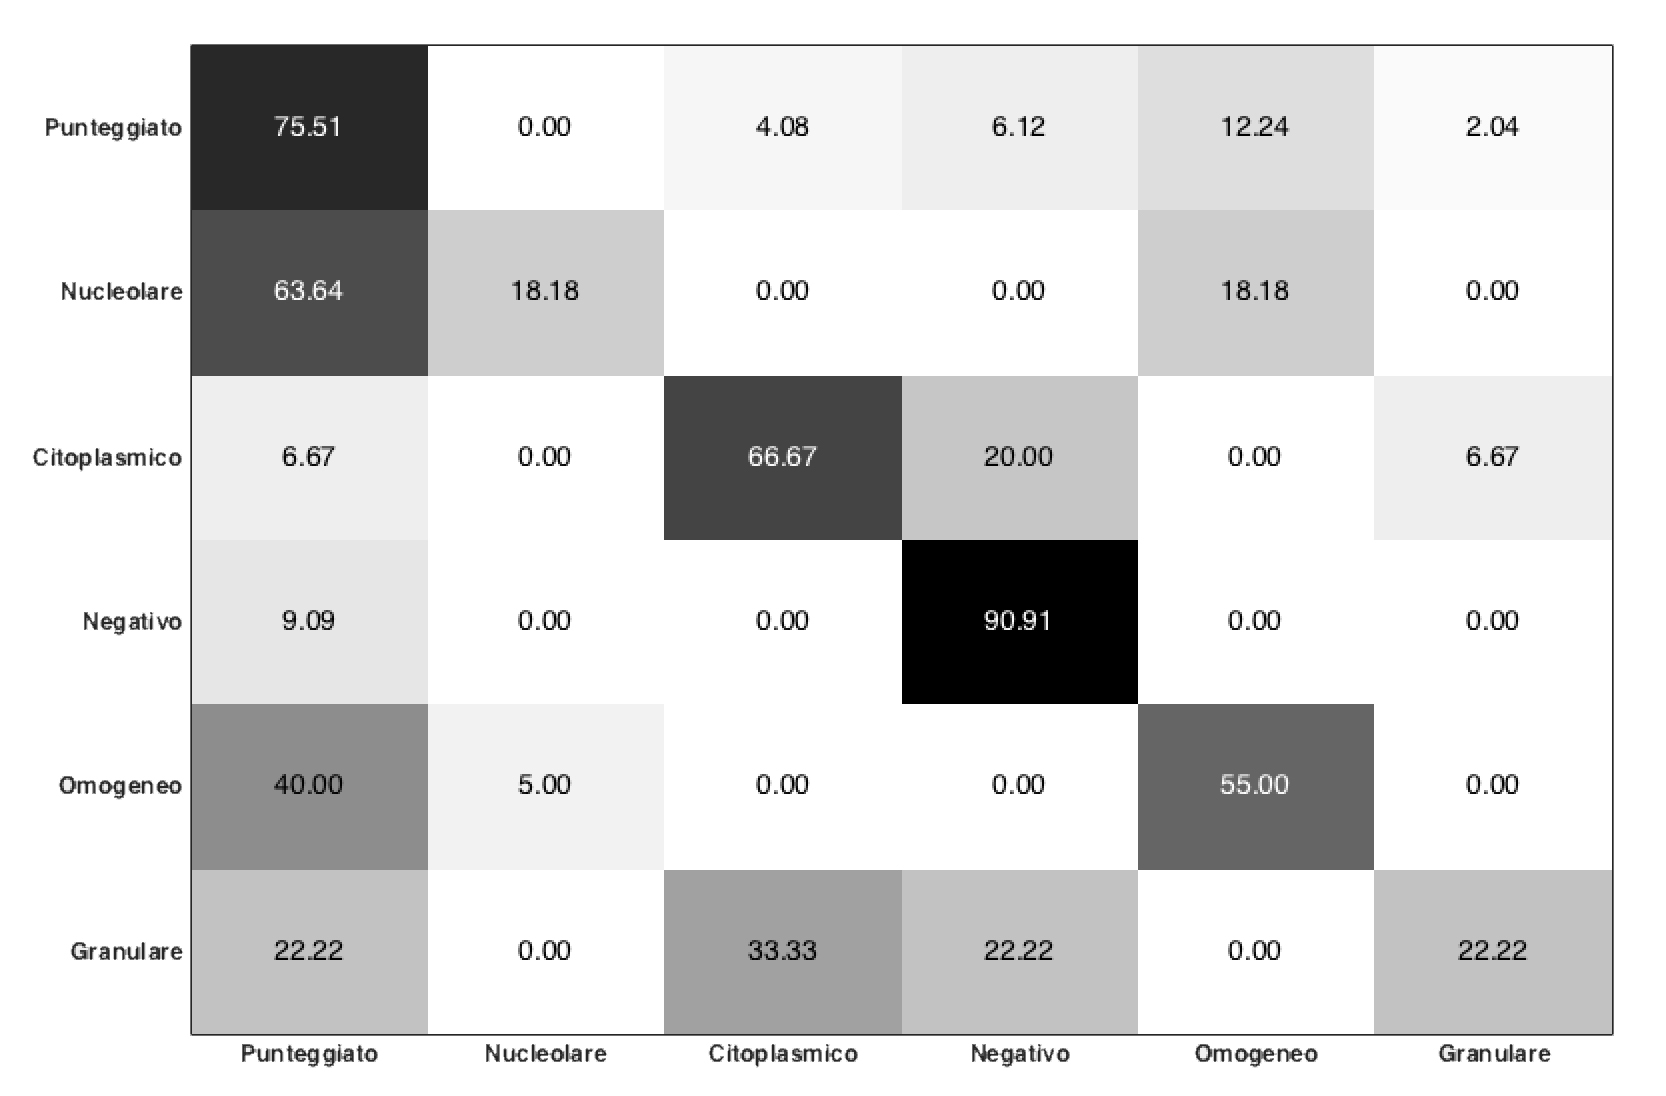 Punteggiato 75.51 0.00 4.08 6.12 12.24 2.04
Nucleolare 63.64 18.18 0.00 0.00 18.18 0.00
Citoplasmico 6.67 0.00 66.67 20.00 0.00 6.67
Negativo 9.09 0.00 0.00 90.91 0.00 0.00
Omogeneo 40.00 5.00 0.00 0.00 55.00 0.00
Granulare 22.22 0.00 33.33 22.22 0.00 22.22
Punteggiato Nucleolare Citoplasmico Negativo Omogeneo Granulare